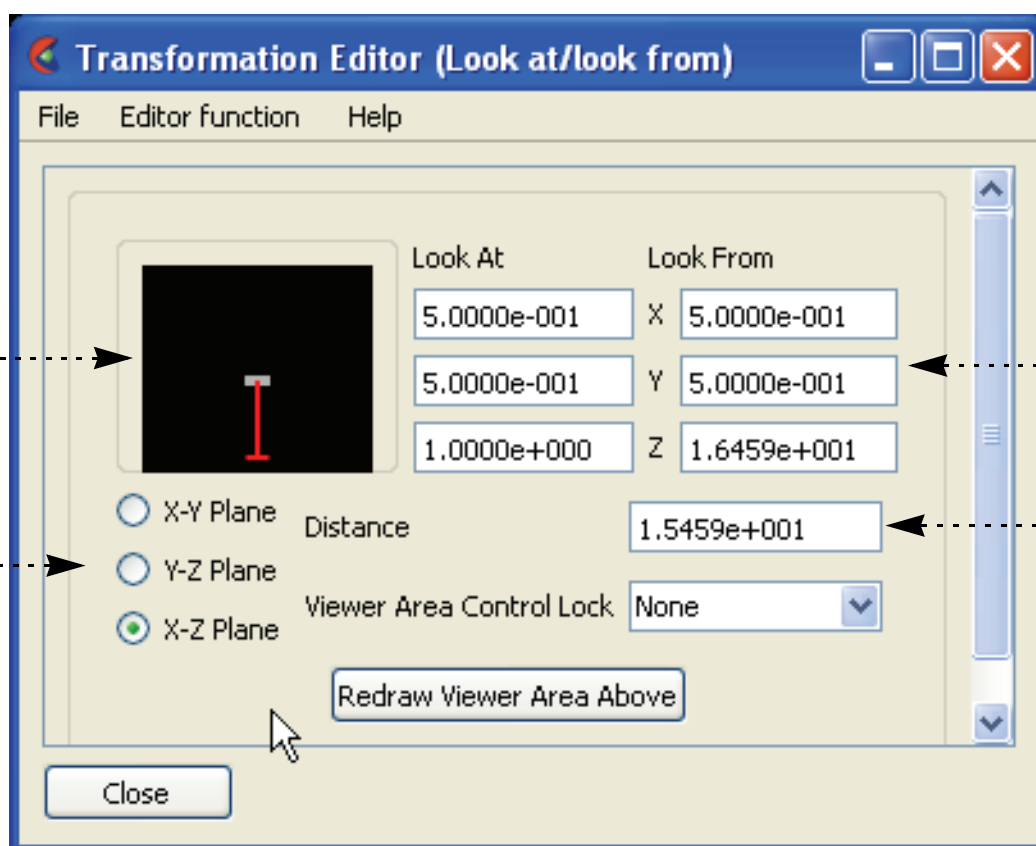 Transformation Editor (Look at/look from)
File Editor function Help
Look At Look From
5.0000e-001 X 5.0000e-001
5.0000e-001 Y 5.0000e-001
1.0000e+000 Z 1.6459e+001
X-Y Plane
Distance 1.5459e+001
Y-Z Plane
Viewer Area Control Lock None
X-Z Plane
Redraw Viewer Area Above
Close